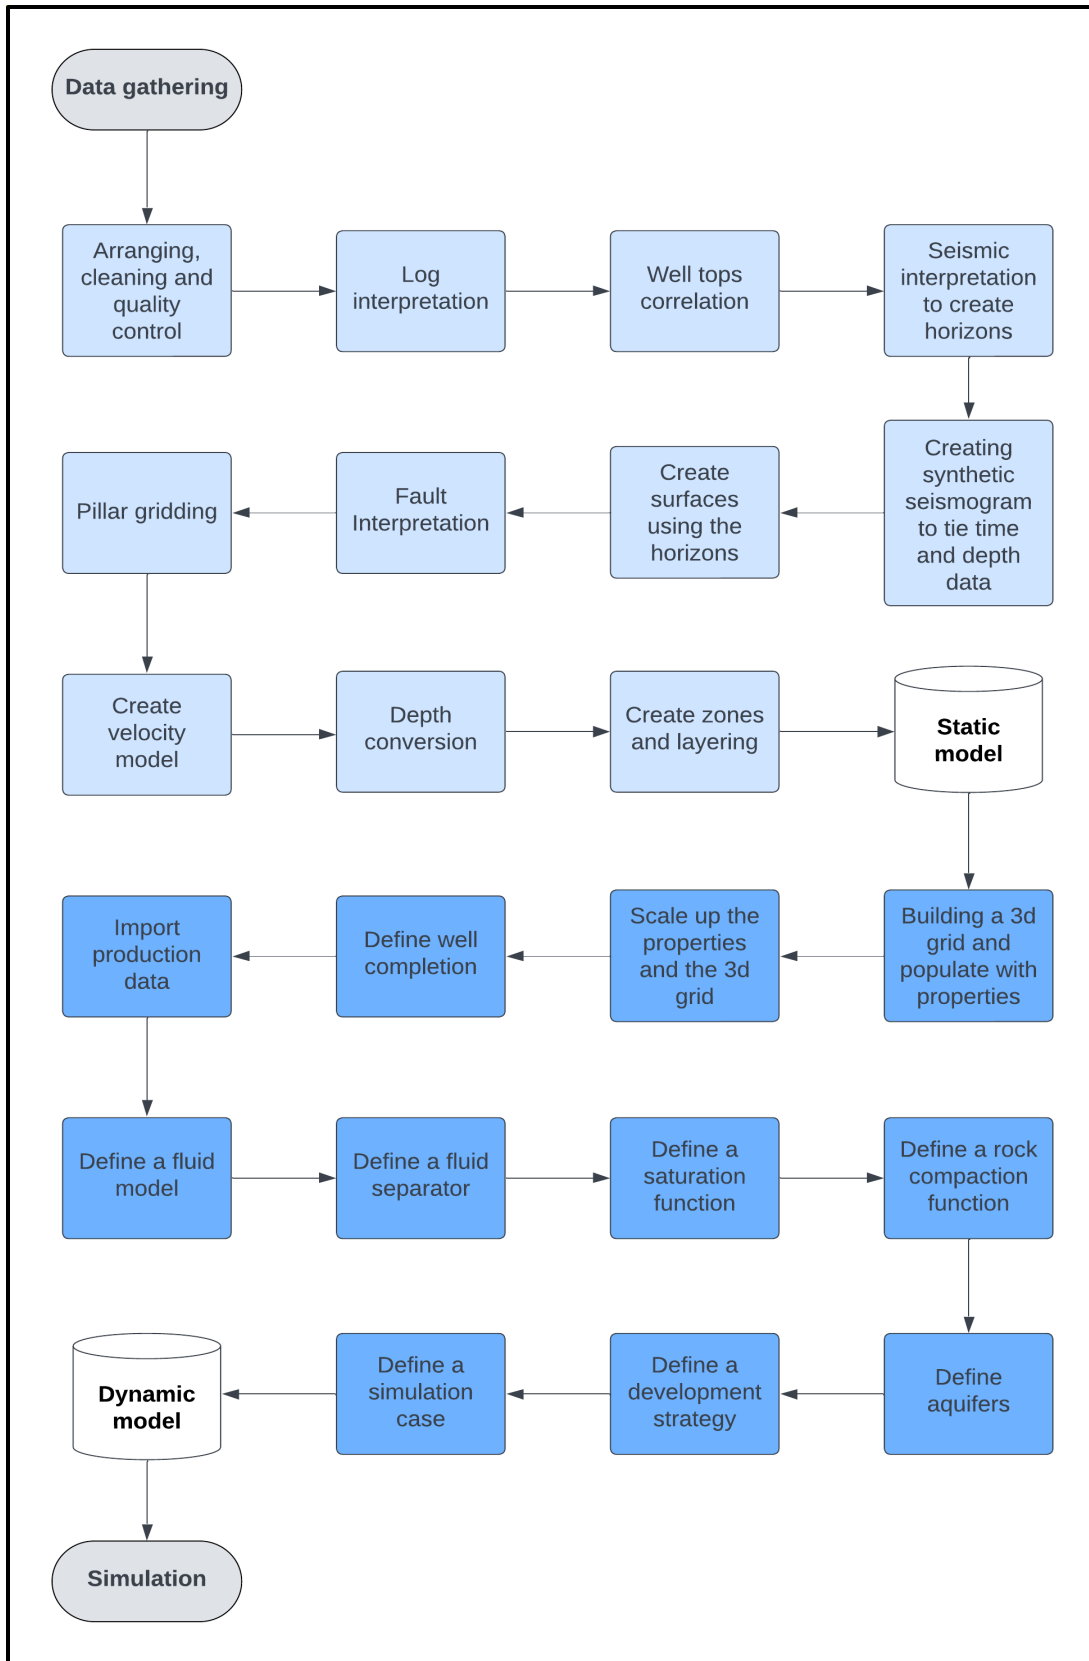 Data gathering
Arranging,
cleaning and
quality
control
Log
interpretation
Well tops
correlation
Seismic
interpretation
to create
horizons
Creating
synthetic
seismogram
to tie time
and depth
data
Create
surfaces
using the
horizons
Fault
Interpretation
Pillar gridding
Create
velocity
model
Depth
conversion
Create zones
and layering
Static
model
Building a 3d
grid and
populate with
properties
Scale up the
properties
and the 3d
grid
Define well
completion
Import
production
data
Define a fluid
model
Define a fluid
separator
Define a
saturation
function
Define a rock
compaction
function
Define
aquifers
Define a
development
strategy
Define a
simulation
case
Dynamic
model
Simulation